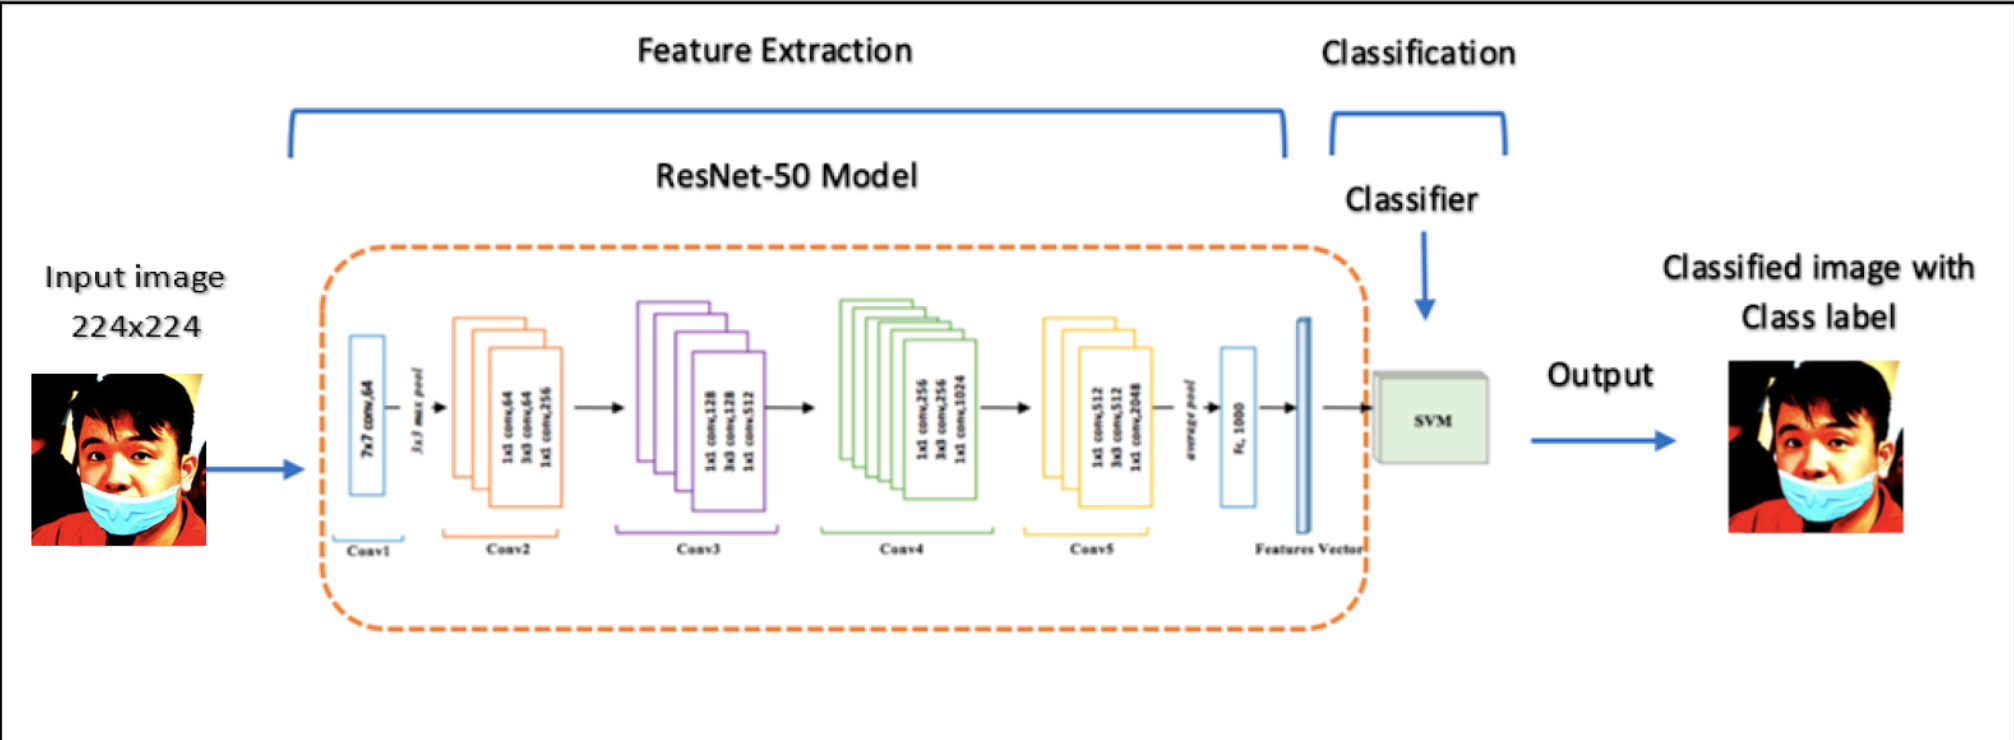 Feature Extraction
Classification
ResNet-50 Model
Classifier
Input image
224x224
Classified image with
Class label
Output
7x7 conv,64
3x3 max pool
1x1 conv,64
3x3 conv,64
1x1 conv,256
1x1 conv,128
3x3 conv,128
1x1 conv,512
1x1 conv,256
3x3 conv,256
1x1 conv,1024
1x1 conv,512
3x3 conv,512
1x1 conv,2048
average pool
fc, 1000
SVM
Conv1
Conv2
Conv3
Conv4
Conv5
Features Vector